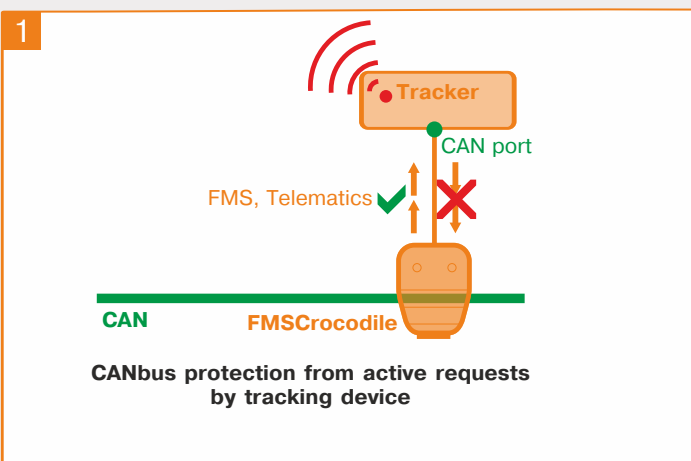 1
Tracker
CAN port
FMS, Telematics
CAN
FMSCrocodile
CANbus protection from active requests
by tracking device